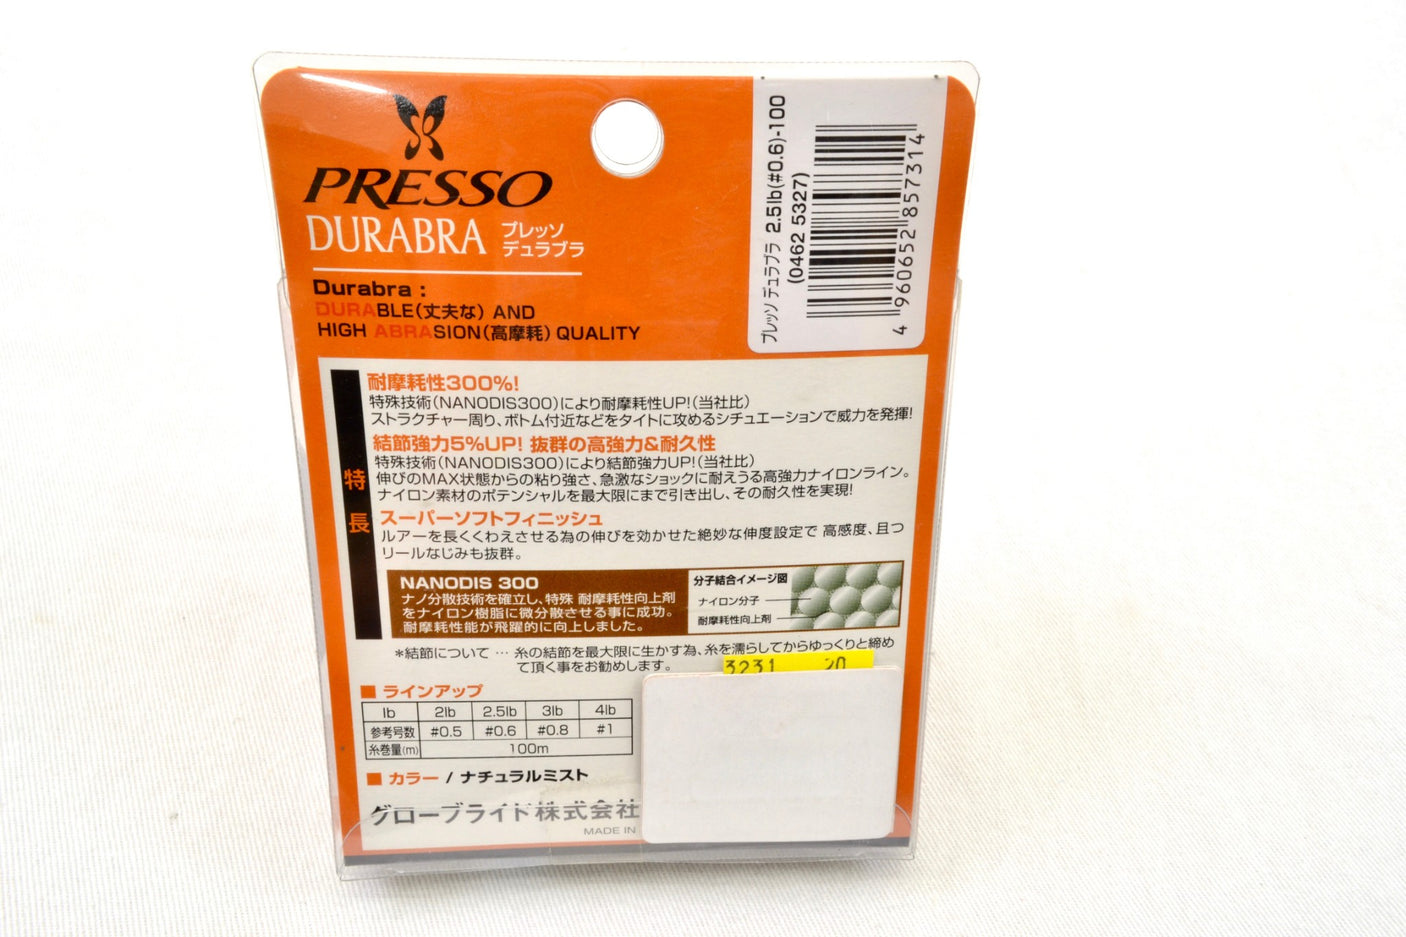 PRESSO
DURABRA
プレッソ
デュラブラ
プレッソ デュラブラ 2.5lb(#0.6)-100
(0462 5327)
4 960652 857314
Durabra :
DURABLE(丈夫な) AND
HIGH ABRASION(高摩耗) QUALITY
特長
耐摩耗性300%!
特殊技術(NANODIS300)により耐摩耗性UP!(当社比)
ストラクチャー周り、ボトム付近などをタイトに攻めるシチュエーションで威力を発揮!
結節強力5%UP! 抜群の高強力&耐久性
特殊技術(NANODIS300)により結節強力UP!(当社比)
伸びのMAX状態からの粘り強さ、急激なショックに耐えうる高強力ナイロンライン。
ナイロン素材のポテンシャルを最大限にまで引き出し、その耐久性を実現!
スーパーソフトフィニッシュ
ルアーを長くくわえさせる為の伸びを効かせた絶妙な伸度設定で 高感度、且つ
リールなじみも抜群。
NANODIS 300
ナノ分散技術を確立し、特殊 耐摩耗性向上剤
をナイロン樹脂に微分散させる事に成功。
耐摩耗性能が飛躍的に向上しました。
分子結合イメージ図
ナイロン分子
耐摩耗性向上剤
*結節について … 糸の結節を最大限に生かす為、糸を濡らしてからゆっくりと締め
て頂く事をお勧めします。
3231 20
■ ラインアップ
lb 2lb 2.5lb 3lb 4lb
参考号数 #0.5 #0.6 #0.8 #1
糸巻量(m) 100m
■ カラー / ナチュラルミスト
グローブライド株式会社
MADE IN